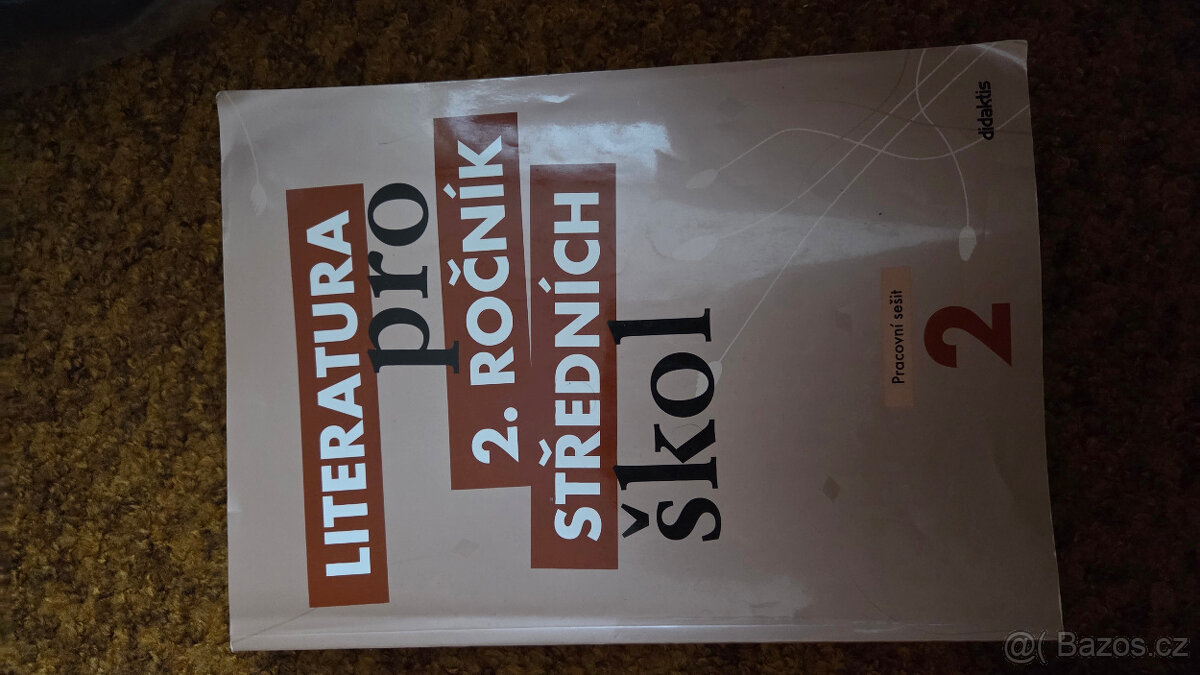 LITERATURA
pro
2. ROČNÍK
STŘEDNÍCH
škol
Pracovní sešit
2
didaktis
@( Bazos.cz